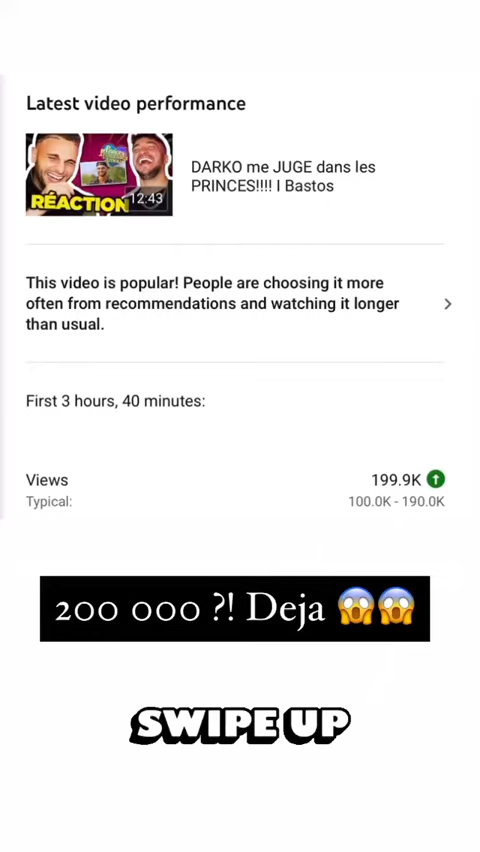 Latest video performance
RÉACTION
12:43
DARKO me JUGE dans les
PRINCES!!!! I Bastos
This video is popular! People are choosing it more
often from recommendations and watching it longer
than usual.
First 3 hours, 40 minutes:
Views 199.9K
Typical: 100.0K - 190.0K
200 000 ?! Deja 😱😱
SWIPE UP